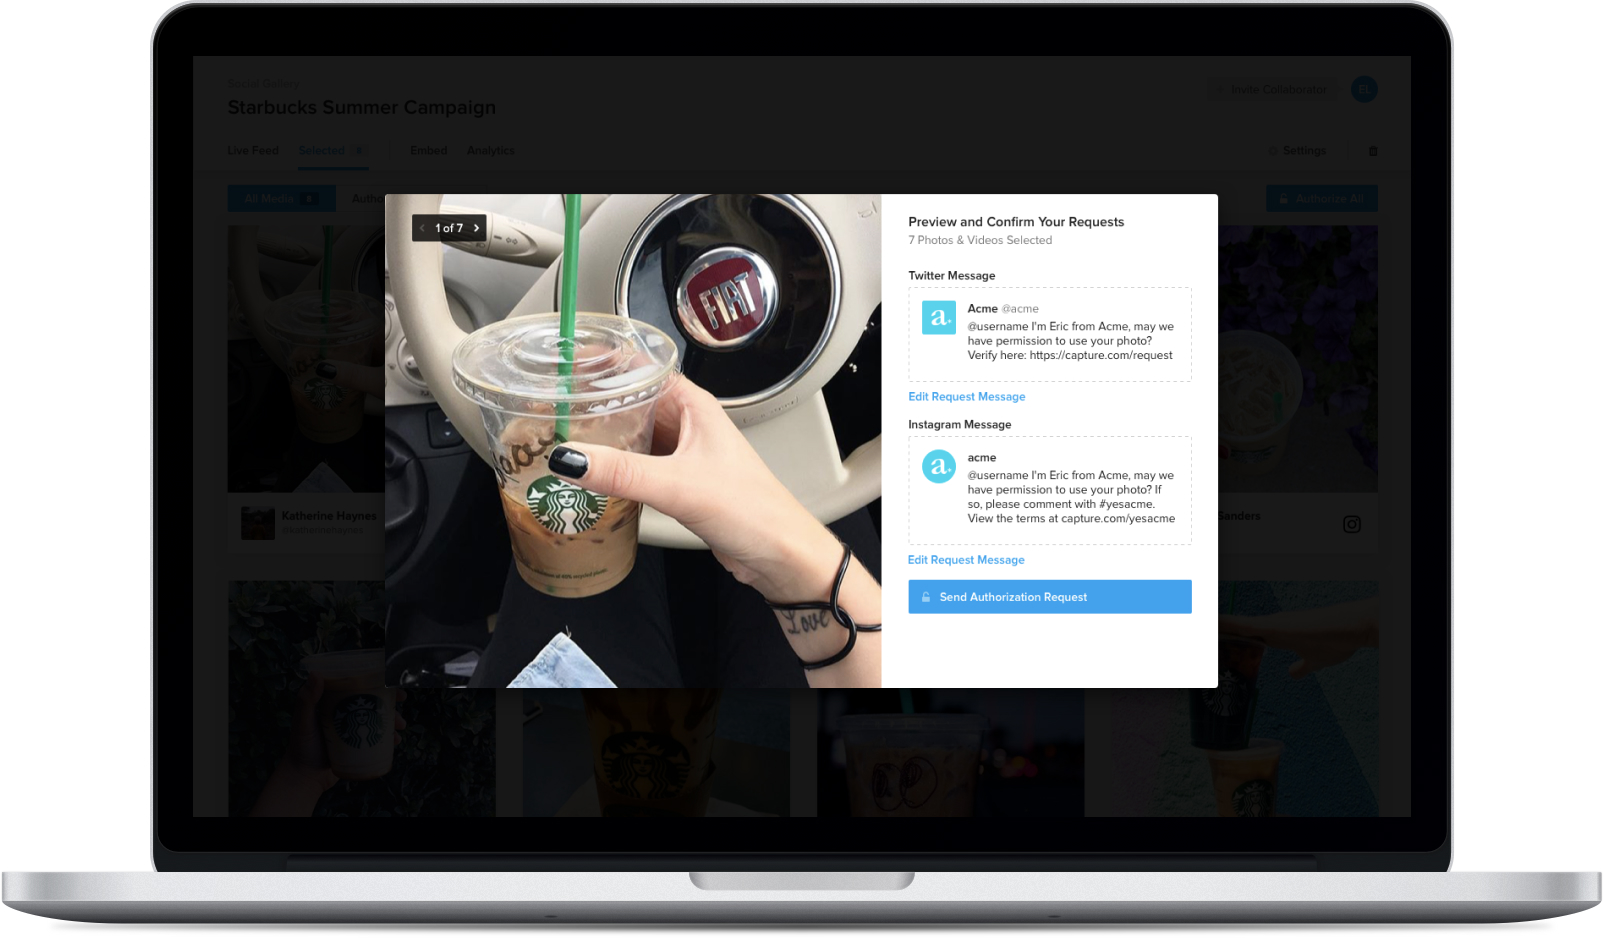 Social Gallery
Starbucks Summer Campaign
Invite Collaborator
EL
Live Feed
Selected
Embed
Analytics
Settings
All Media 8
Autho
Authorize All
1 of 7
FIAT
Love
Preview and Confirm Your Requests
7 Photos & Videos Selected
Twitter Message
a.
Acme @acme
@username I'm Eric from Acme, may we
have permission to use your photo?
Verify here: https://capture.com/request
Edit Request Message
Instagram Message
a.
acme
@username I'm Eric from Acme, may we
have permission to use your photo? If
so, please comment with #yesacme.
View the terms at capture.com/yesacme
Edit Request Message
Send Authorization Request
Katherine Haynes
@katherinehaynes
Sanders